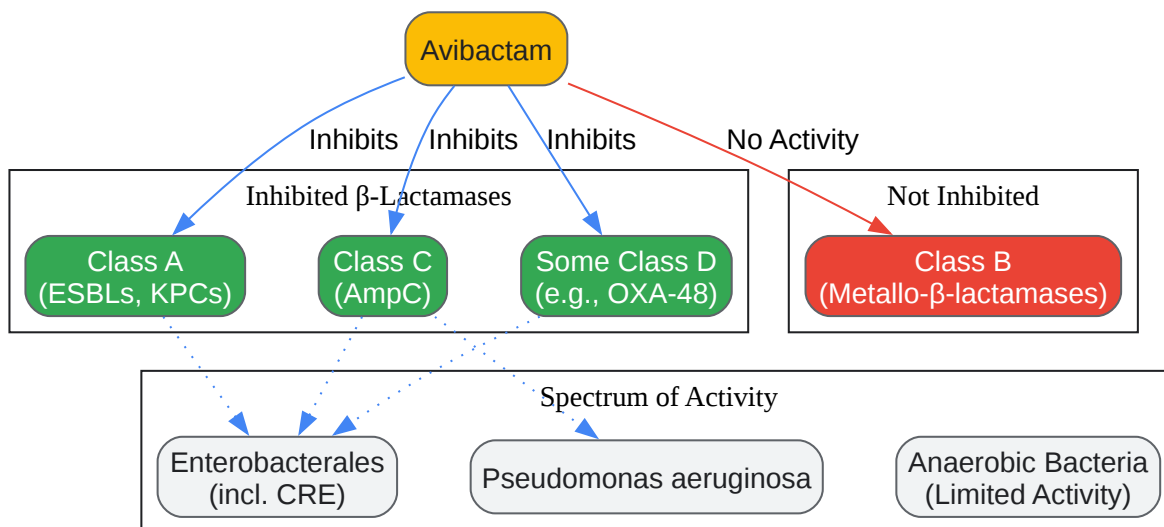 Avibactam
Inhibits
Inhibits
Inhibits
No Activity
Inhibited β-Lactamases
Not Inhibited
Class A
(ESBLs, KPCs)
Class C
(AmpC)
Some Class D
(e.g., OXA-48)
Class B
(Metallo-β-lactamases)
Spectrum of Activity
Enterobacterales
(incl. CRE)
Pseudomonas aeruginosa
Anaerobic Bacteria
(Limited Activity)